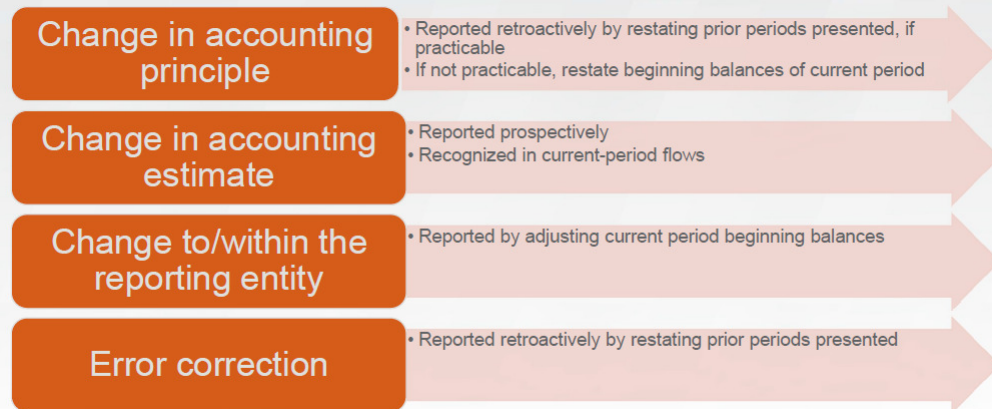 Change in accounting
principle
• Reported retroactively by restating prior periods presented, if
practicable
• If not practicable, restate beginning balances of current period
Change in accounting
estimate
• Reported prospectively
• Recognized in current-period flows
Change to/within the
reporting entity
• Reported by adjusting current period beginning balances
Error correction
• Reported retroactively by restating prior periods presented